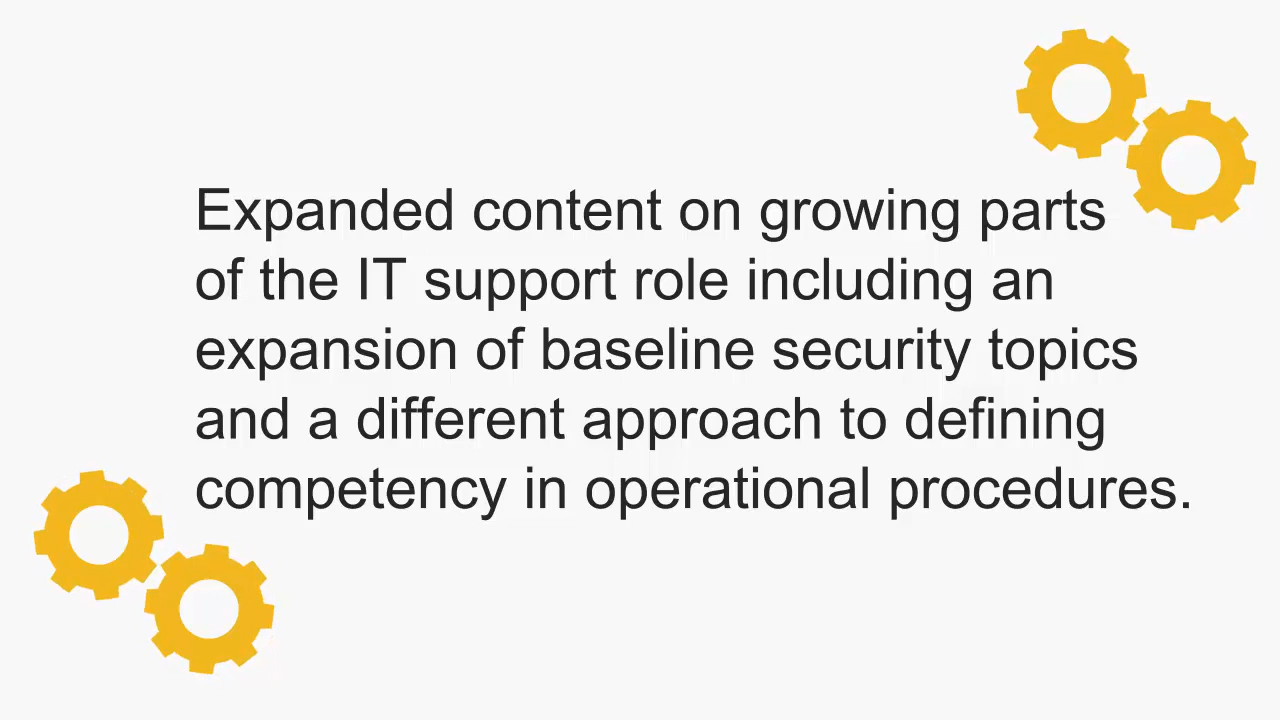 Expanded content on growing parts
of the IT support role including an
expansion of baseline security topics
and a different approach to defining
competency in operational procedures.